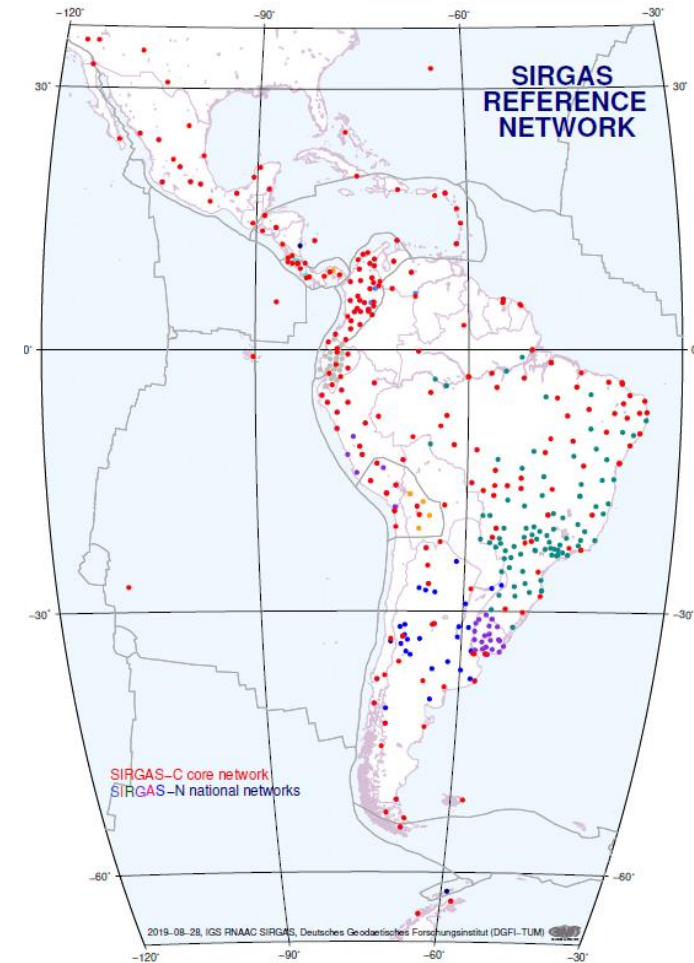 −120˚
−90˚
−60˚
−30˚
SIRGAS
REFERENCE
NETWORK
30˚
30˚
0˚
0˚
−30˚
−30˚
SIRGAS−C core network
SIRGAS−N national networks
−60˚
−60˚
2019−08−28, IGS RNAAC SIRGAS, Deutsches Geodaetisches Forschungsinstitut (DGFI−TUM)
−120˚
−90˚
−60˚
−30˚